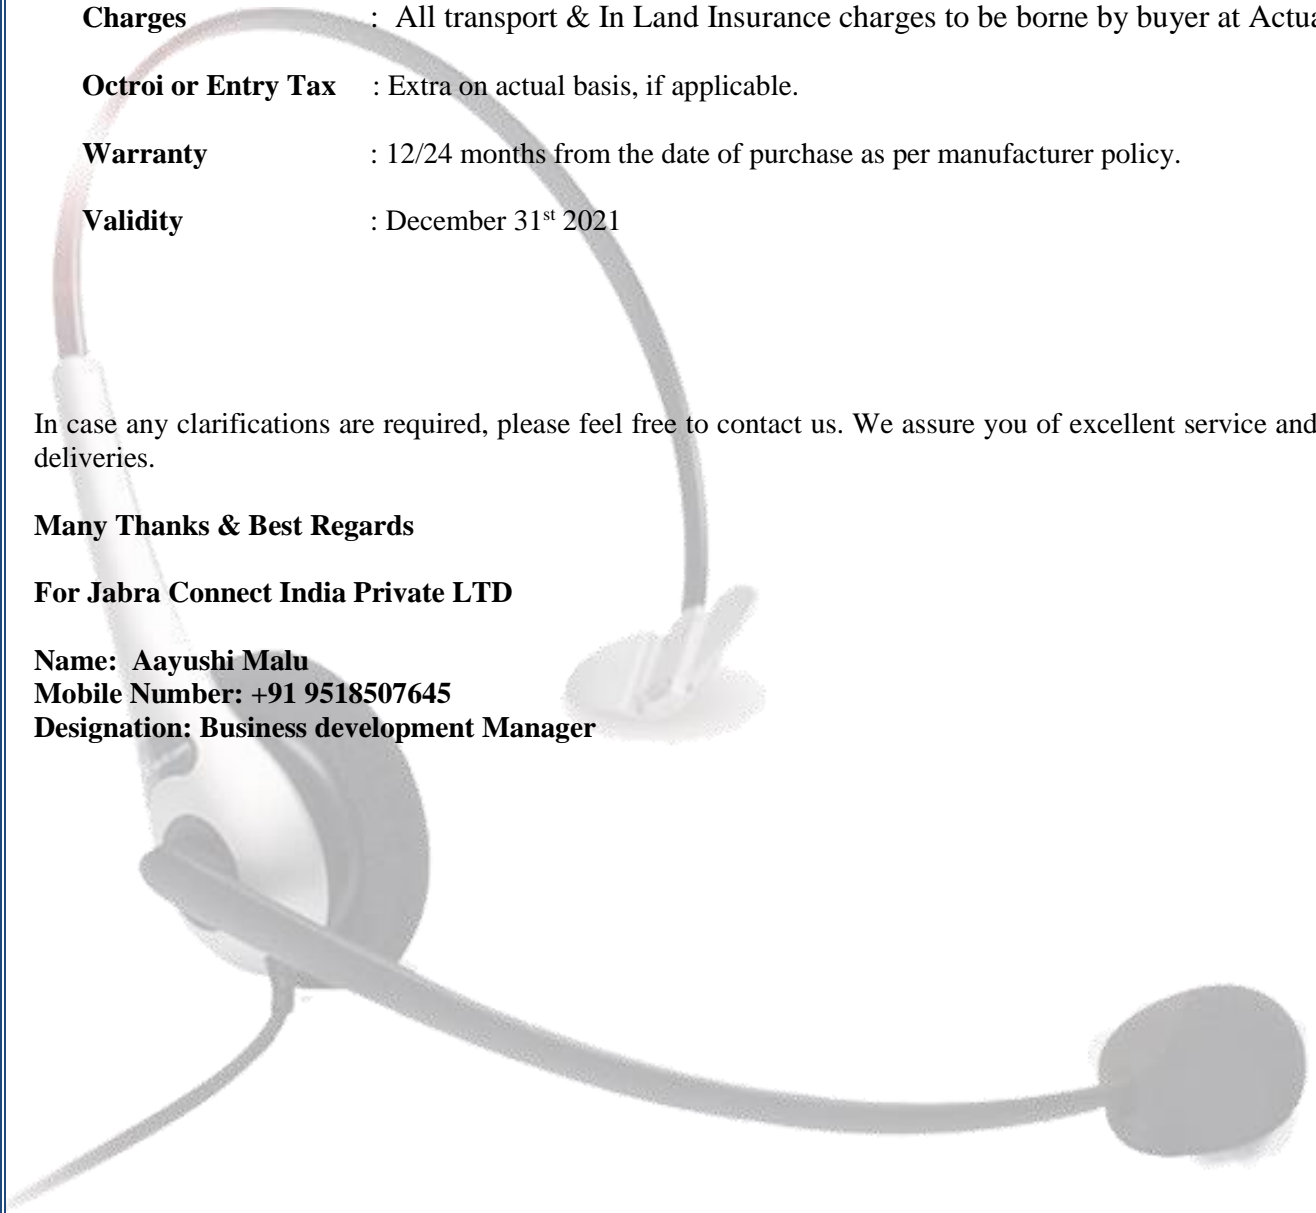 Charges : All transport & In Land Insurance charges to be borne by buyer at
Octroi or Entry Tax : Extra on actual basis, if applicable.
Warranty : 12/24 months from the date of purchase as per manufacturer policy.
Validity : December 31st 2021
In case any clarifications are required, please feel free to contact us. We assure you of excellent service and
deliveries.
Many Thanks & Best Regards
For Jabra Connect India Private LTD
Name: Aayushi Malu
Mobile Number: +91 9518507645
Designation: Business development Manager